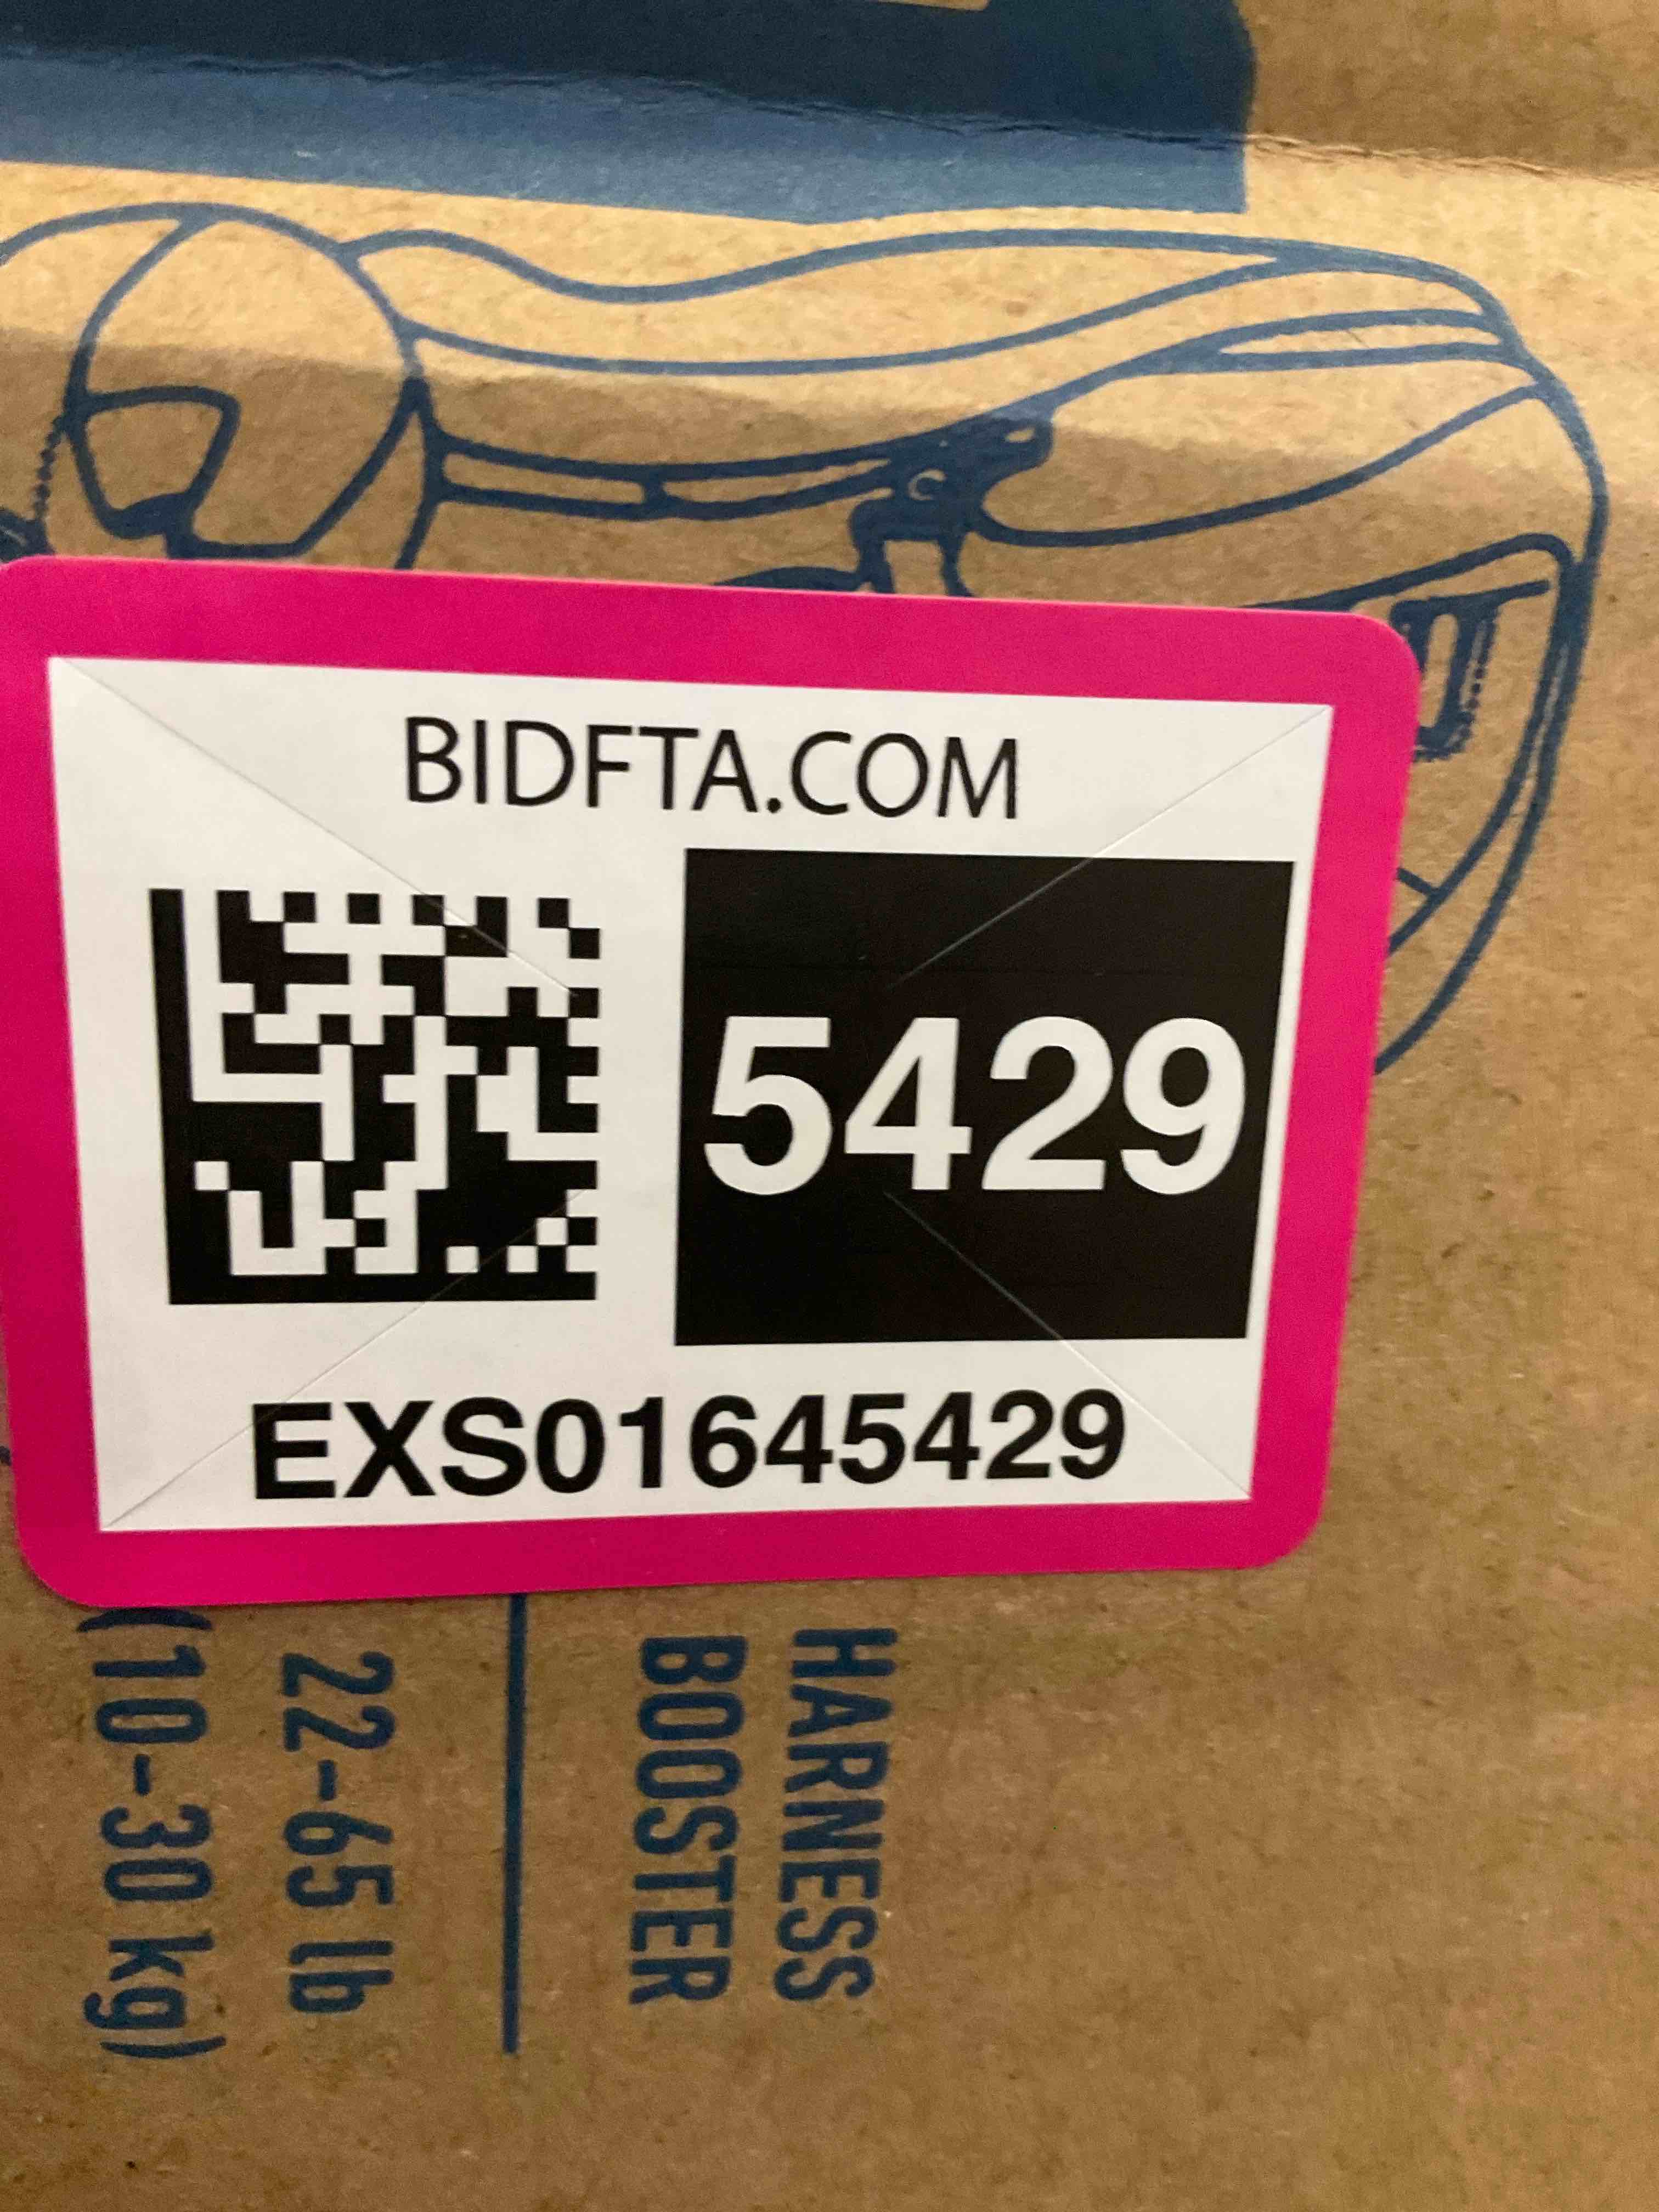 BIDFTA.COM
5429
EXS01645429
HARNESS
BOOSTER
22-65 lb
(10-30 kg)